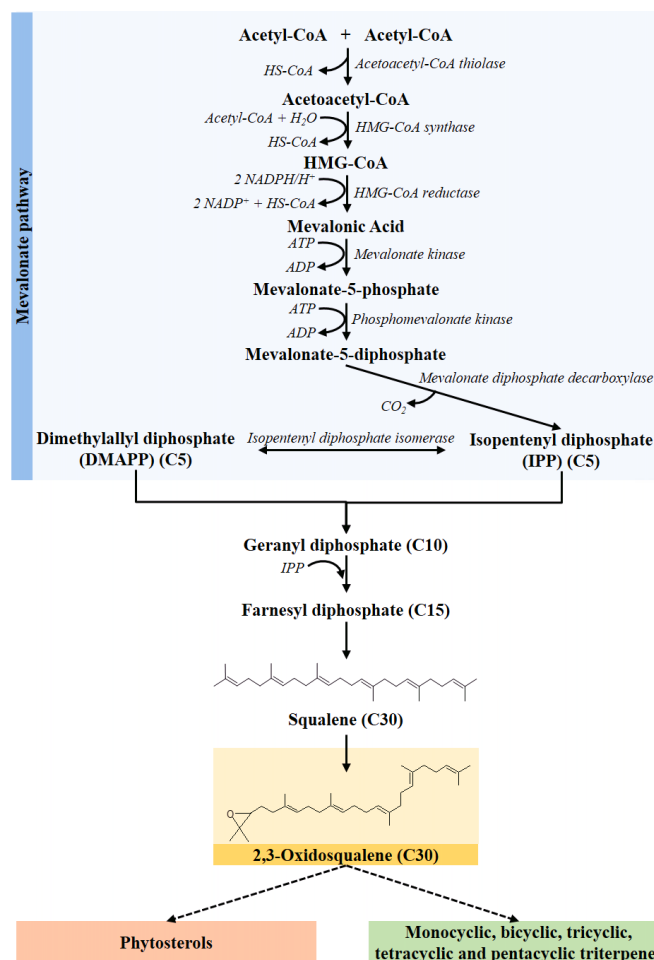 Mevalonate pathway
Acetyl-CoA + Acetyl-CoA
HS-CoA
Acetoacetyl-CoA thiolase
Acetoacetyl-CoA
Acetyl-CoA + H₂O
HMG-CoA synthase
HS-CoA
HMG-CoA
2 NADPH/H⁺
HMG-CoA reductase
2 NADP⁺ + HS-CoA
Mevalonic Acid
ATP
Mevalonate kinase
ADP
Mevalonate-5-phosphate
ATP
Phosphomevalonate kinase
ADP
Mevalonate-5-diphosphate
Mevalonate diphosphate decarboxylase
CO₂
Dimethylallyl diphosphate
(DMAPP) (C5)
Isopentenyl diphosphate isomerase
Isopentenyl diphosphate
(IPP) (C5)
Geranyl diphosphate (C10)
IPP
Farnesyl diphosphate (C15)
Squalene (C30)
O
2,3-Oxidosqualene (C30)
Phytosterols
Monocyclic, bicyclic, tricyclic,
tetracyclic and pentacyclic triterpene